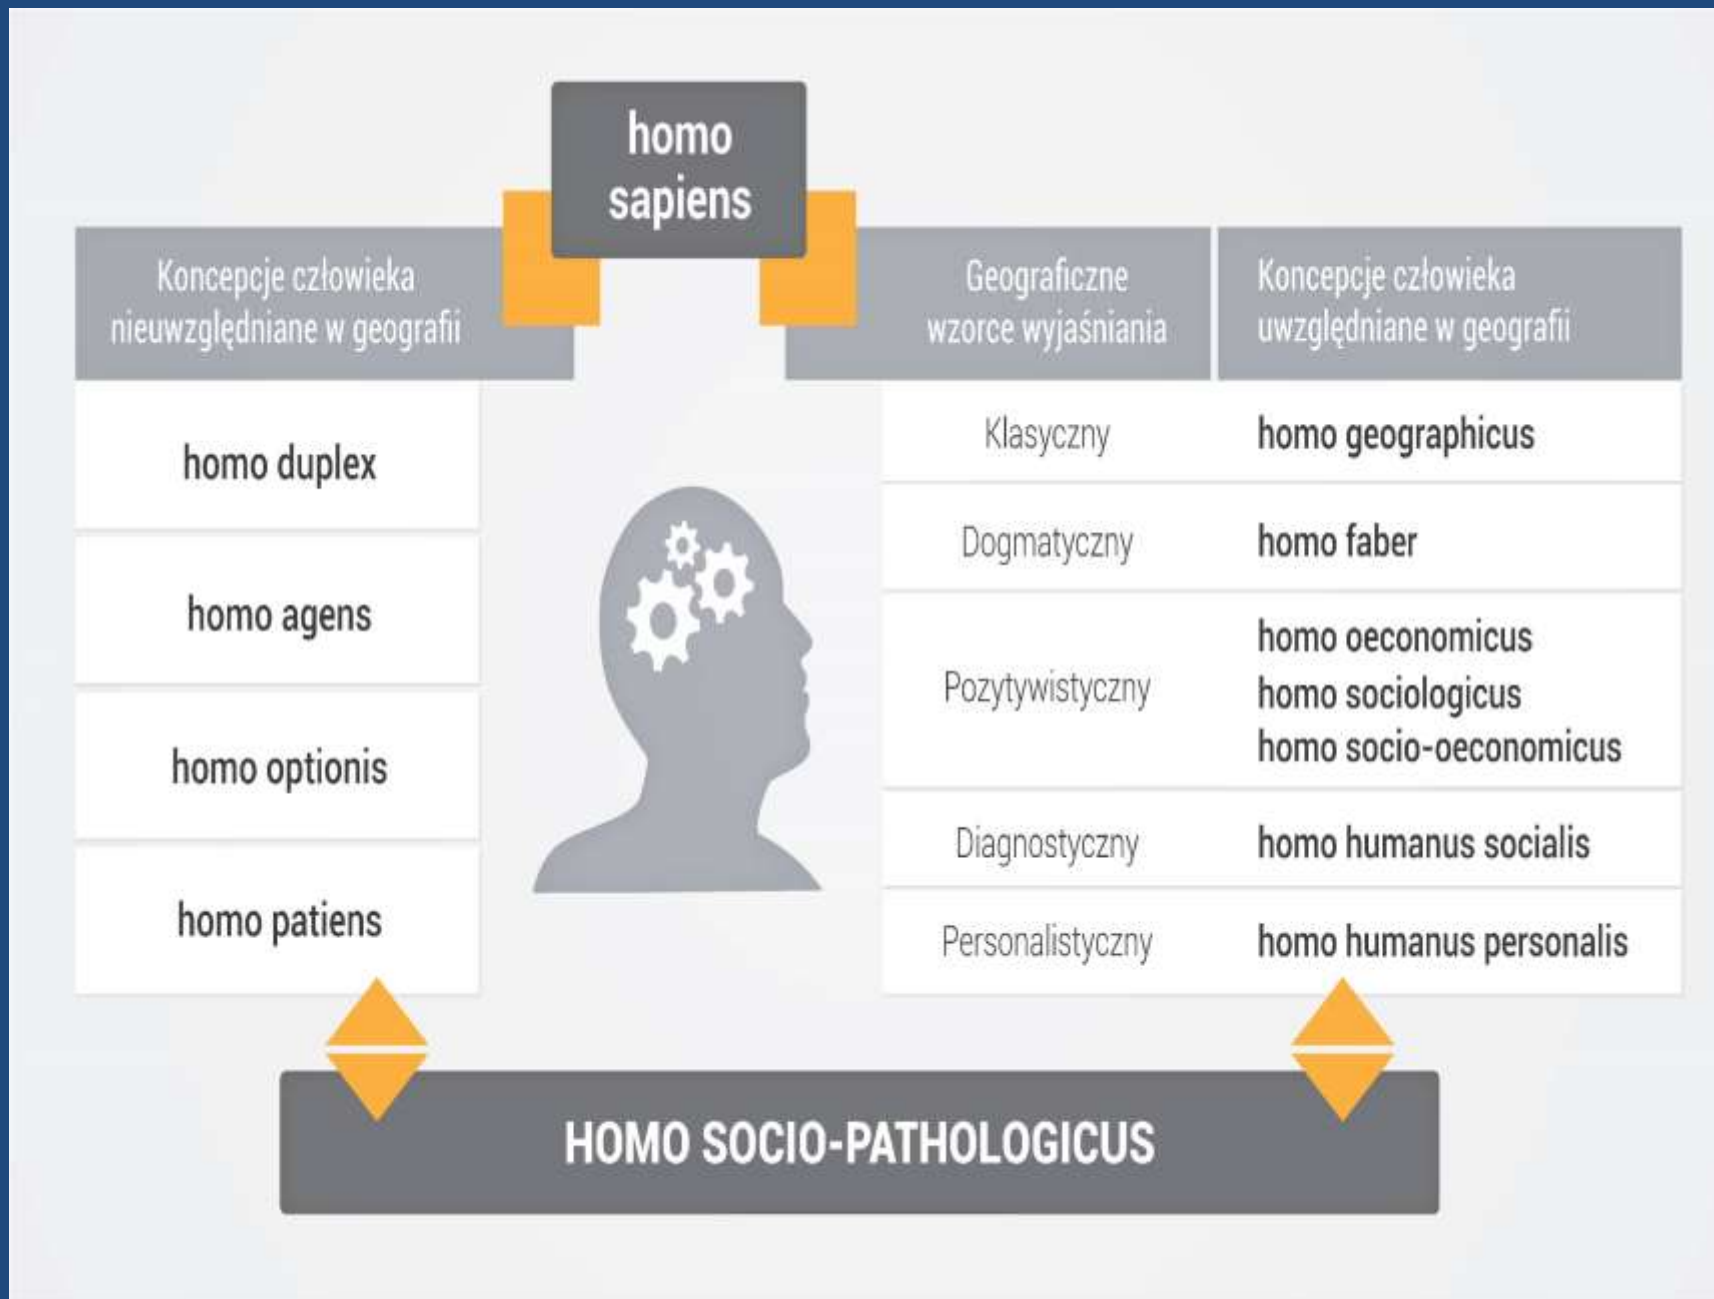 homo
sapiens
Koncepcje człowieka
nieuwzględniane w geografii
homo duplex
homo agens
homo optionis
homo patiens
Geograficzne
wzorce wyjaśniania
Koncepcje człowieka
uwzględniane w geografii
Klasyczny
homo geographicus
Dogmatyczny
homo faber
Pozytywistyczny
homo oeconomicus
homo sociologicus
homo socio-oeconomicus
Diagnostyczny
homo humanus socialis
Personalistyczny
homo humanus personalis
HOMO SOCIO-PATHOLOGICUS